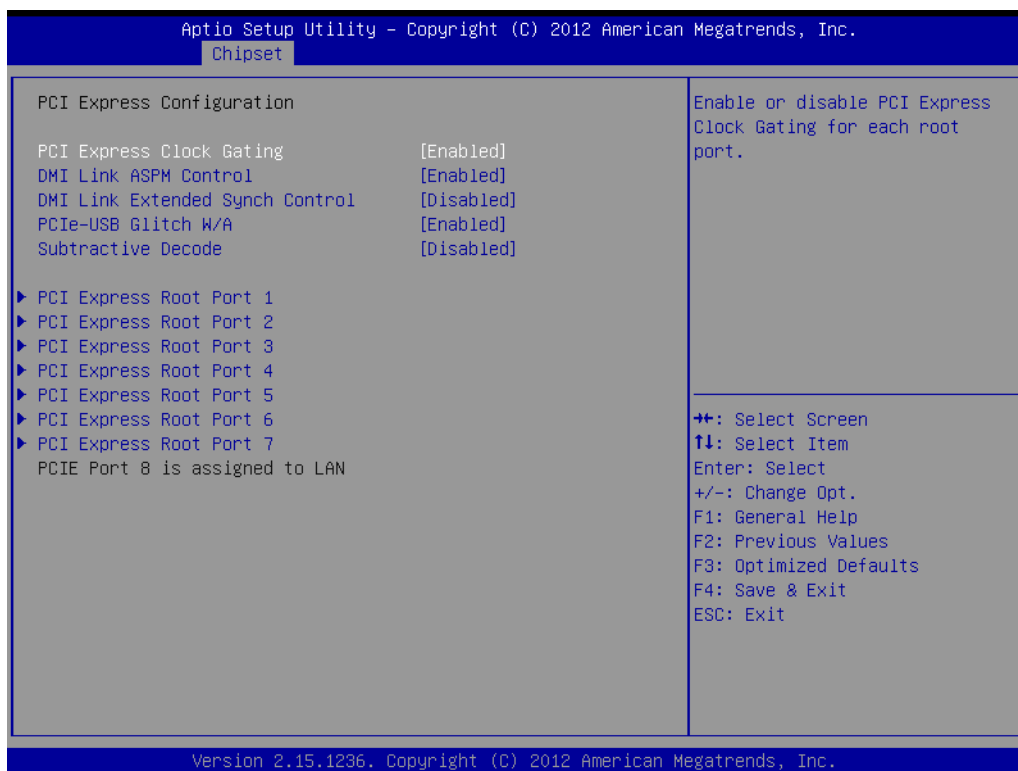 Aptio Setup Utility – Copyright (C) 2012 American Megatrends, Inc.
Chipset
PCI Express Configuration
PCI Express Clock Gating [Enabled]
DMI Link ASPM Control [Enabled]
DMI Link Extended Synch Control [Disabled]
PCIe-USB Glitch W/A [Enabled]
Subtractive Decode [Disabled]
PCI Express Root Port 1
PCI Express Root Port 2
PCI Express Root Port 3
PCI Express Root Port 4
PCI Express Root Port 5
PCI Express Root Port 6
PCI Express Root Port 7
PCIE Port 8 is assigned to LAN
Enable or disable PCI Express
Clock Gating for each root
port.
→←: Select Screen
↑↓: Select Item
Enter: Select
+/-: Change Opt.
F1: General Help
F2: Previous Values
F3: Optimized Defaults
F4: Save & Exit
ESC: Exit
Version 2.15.1236. Copyright (C) 2012 American Megatrends, Inc.